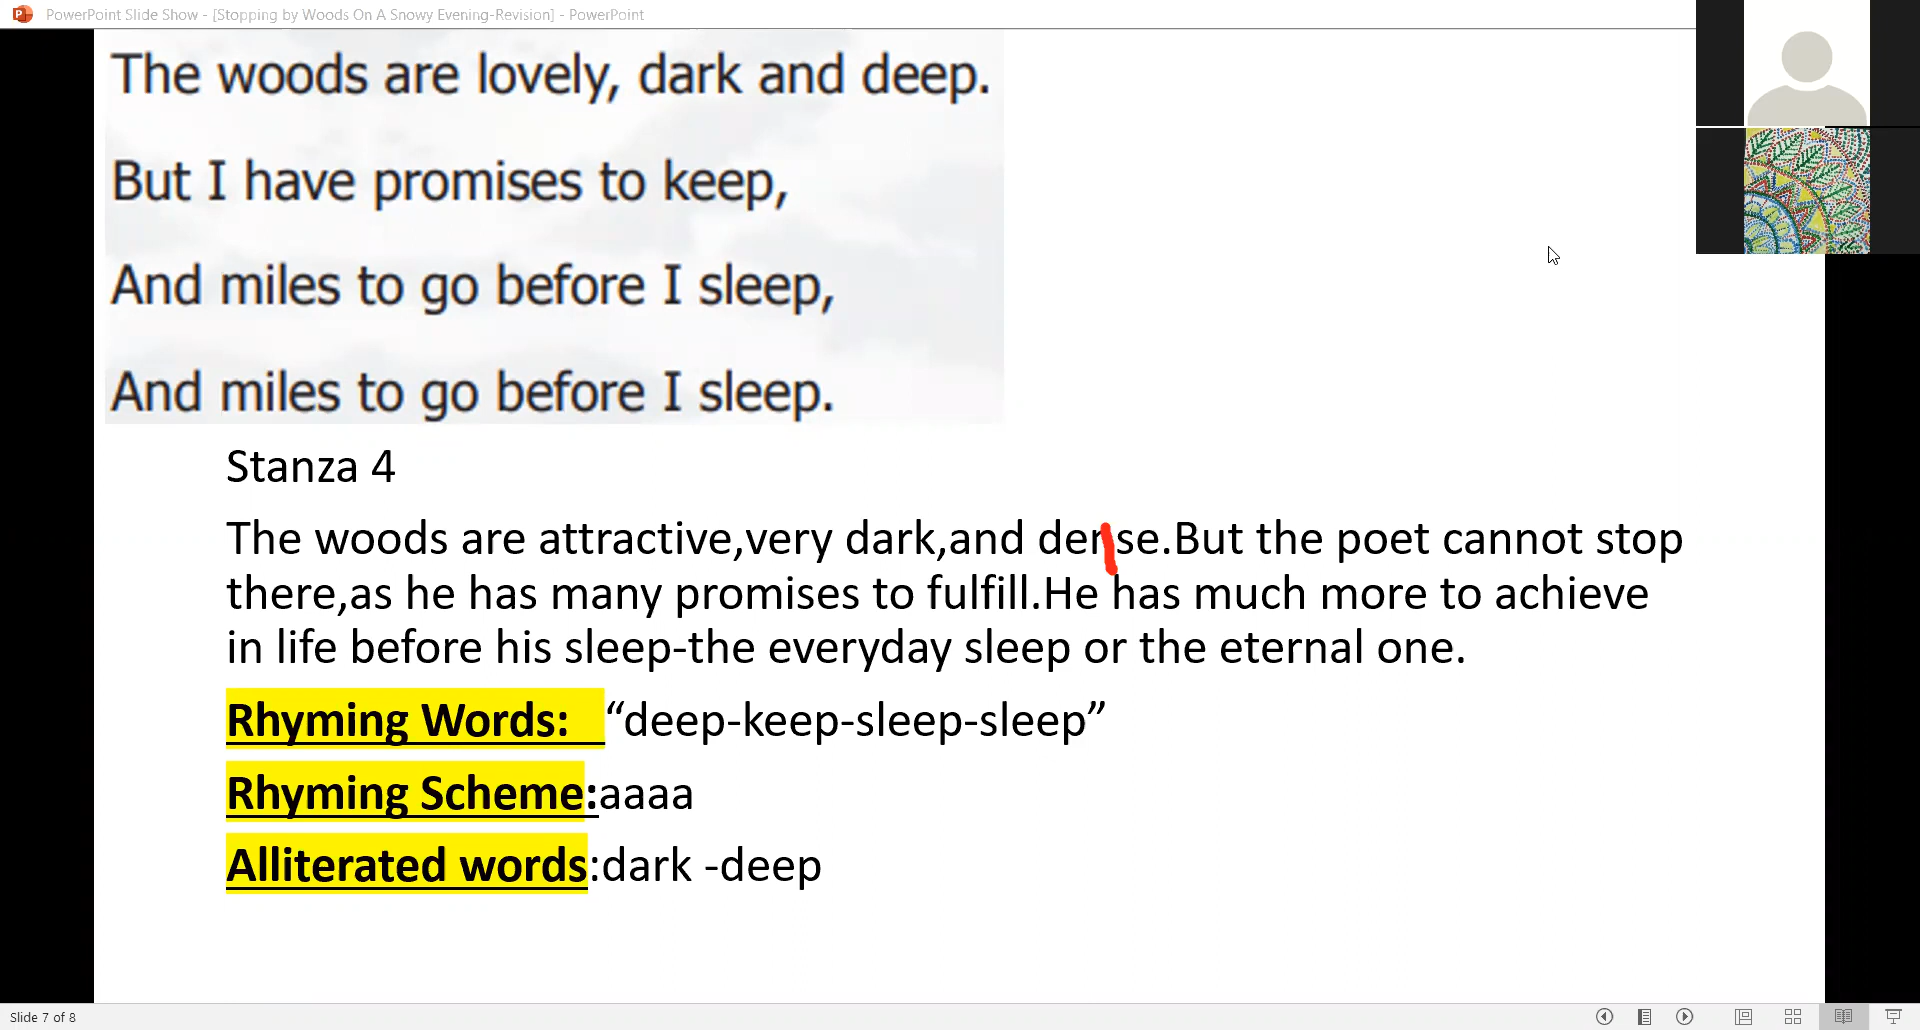 PowerPoint Slide Show - [Stopping by Woods On A Snowy Evening-Revision] - PowerPoint
The woods are lovely, dark and deep.
But I have promises to keep,
And miles to go before I sleep,
And miles to go before I sleep.
Stanza 4
The woods are attractive,very dark,and dense.But the poet cannot stop
there,as he has many promises to fulfill.He has much more to achieve
in life before his sleep-the everyday sleep or the eternal one.
Rhyming Words: “deep-keep-sleep-sleep”
Rhyming Scheme:aaaa
Alliterated words:dark -deep
Slide 7 of 8